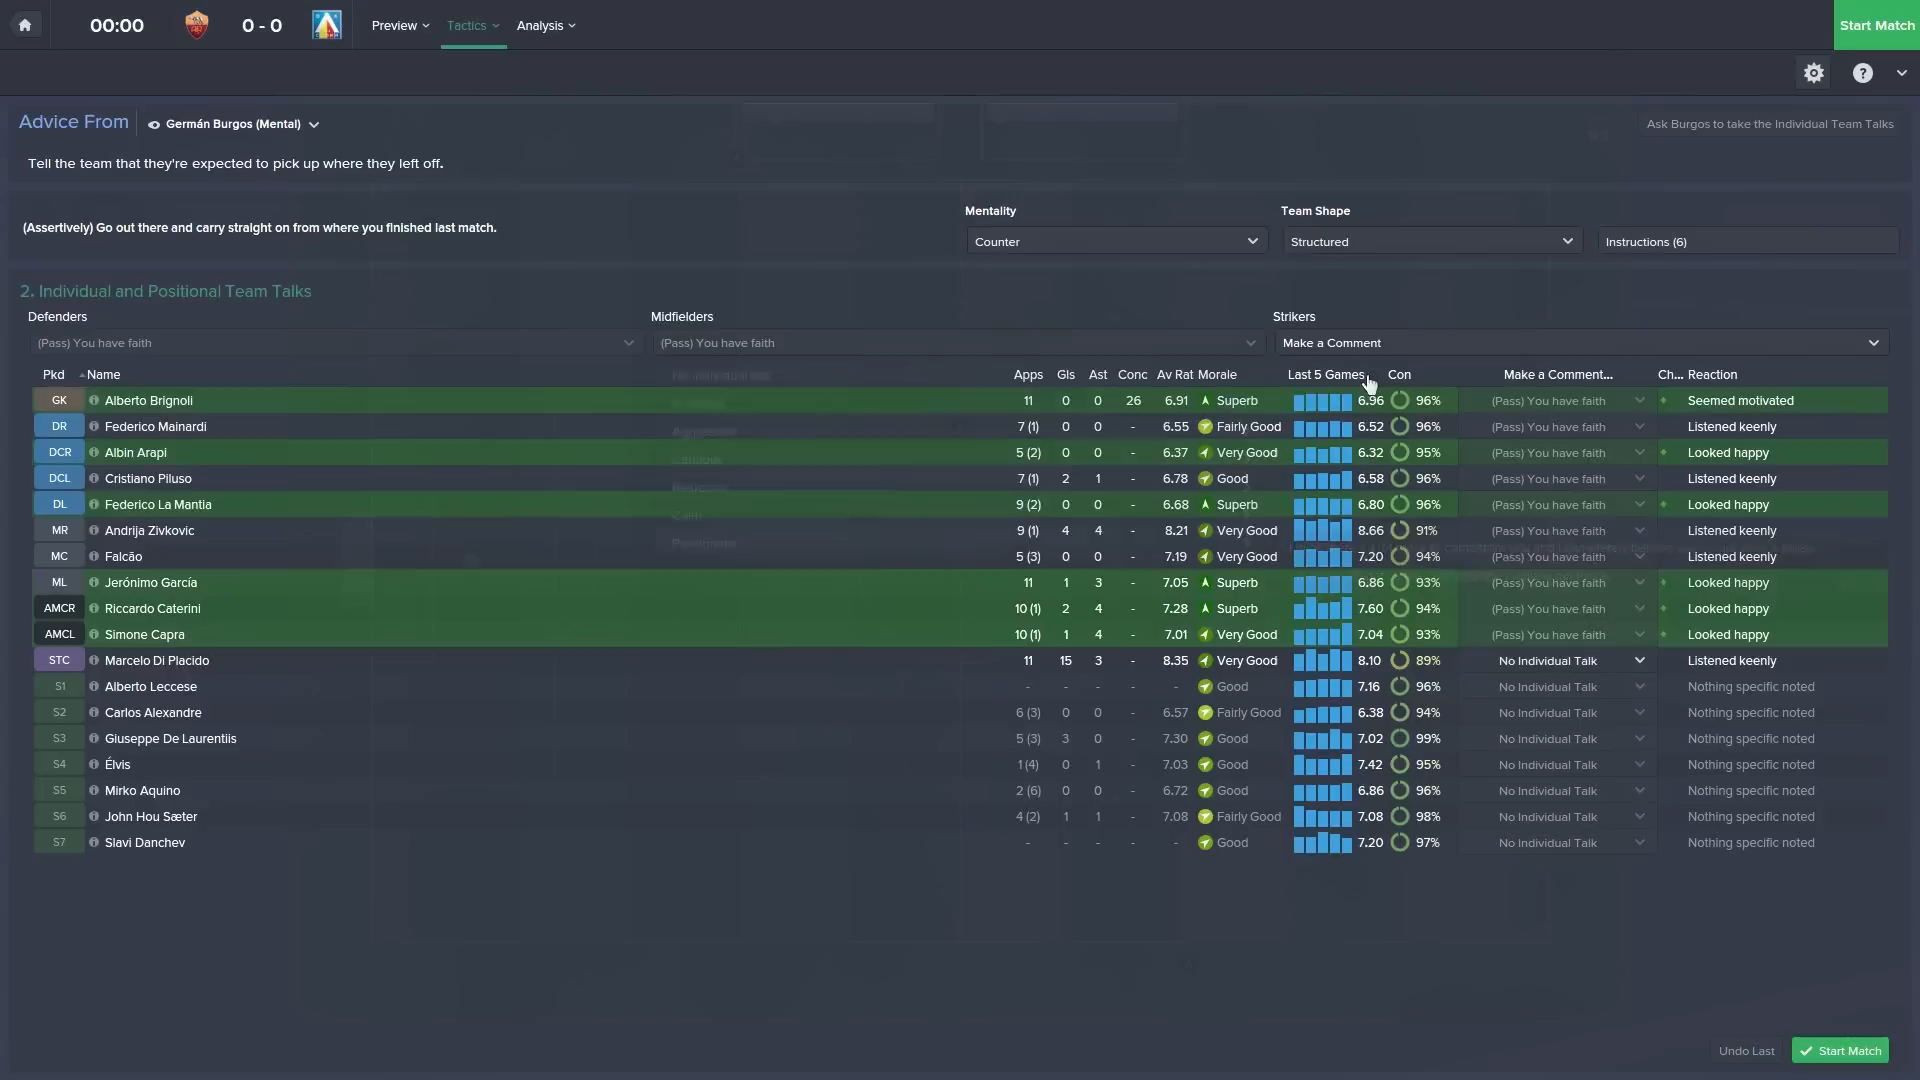 00:00 0 - 0 Preview Tactics Analysis Start Match
Advice From Germán Burgos (Mental) Ask Burgos to take the Individual Team Talks
Tell the team that they're expected to pick up where they left off.
Mentality Team Shape
(Assertively) Go out there and carry straight on from where you finished last match.
Counter Structured Instructions (6)
2. Individual and Positional Team Talks
Defenders Midfielders Strikers
(Pass) You have faith (Pass) You have faith Make a Comment
Pkd Name Apps Gls Ast Conc Av Rat Morale Last 5 Games Con Make a Comment... Ch... Reaction
GK Alberto Brignoli 11 0 0 26 6.91 Superb 6.96 96% (Pass) You have faith Seemed motivated
DR Federico Mainardi 7 (1) 0 0 - 6.55 Fairly Good 6.52 96% (Pass) You have faith Listened keenly
DCR Albin Arapi 5 (2) 0 0 - 6.37 Very Good 6.32 95% (Pass) You have faith Looked happy
DCL Cristiano Piluso 7 (1) 2 1 - 6.78 Good 6.58 96% (Pass) You have faith Listened keenly
DL Federico La Mantia 9 (2) 0 0 - 6.68 Superb 6.80 96% (Pass) You have faith Looked happy
MR Andrija Zivkovic 9 (1) 4 4 - 8.21 Very Good 8.66 91% (Pass) You have faith Listened keenly
MC Falcão 5 (3) 0 0 - 7.19 Very Good 7.20 94% (Pass) You have faith Listened keenly
ML Jerónimo García 11 1 3 - 7.05 Superb 6.86 93% (Pass) You have faith Looked happy
AMCR Riccardo Caterini 10 (1) 2 4 - 7.28 Superb 7.60 94% (Pass) You have faith Looked happy
AMCL Simone Capra 10 (1) 1 4 - 7.01 Very Good 7.04 93% (Pass) You have faith Looked happy
STC Marcelo Di Placido 11 15 3 - 8.35 Very Good 8.10 89% No Individual Talk Listened keenly
S1 Alberto Leccese - - - - - Good 7.16 96% No Individual Talk Nothing specific noted
S2 Carlos Alexandre 6 (3) 0 0 - 6.57 Fairly Good 6.38 94% No Individual Talk Nothing specific noted
S3 Giuseppe De Laurentiis 5 (3) 3 0 - 7.30 Good 7.02 99% No Individual Talk Nothing specific noted
S4 Élvis 1 (4) 0 1 - 7.03 Good 7.42 95% No Individual Talk Nothing specific noted
S5 Mirko Aquino 2 (6) 0 0 - 6.72 Good 6.86 96% No Individual Talk Nothing specific noted
S6 John Hou Sæter 4 (2) 1 1 - 7.08 Fairly Good 7.08 98% No Individual Talk Nothing specific noted
S7 Slavi Danchev - - - - - Good 7.20 97% No Individual Talk Nothing specific noted
Undo Last Start Match